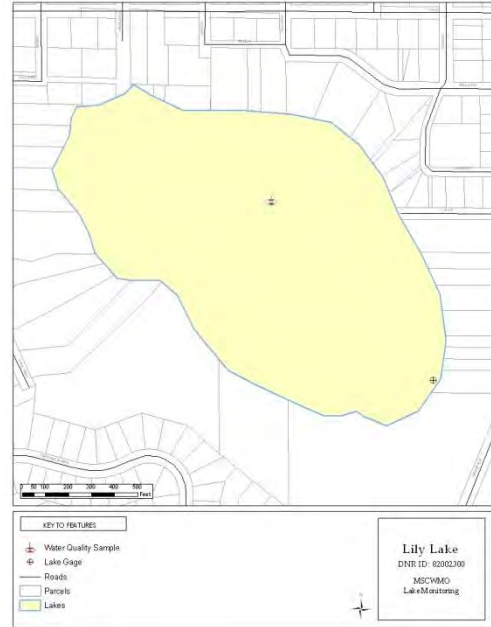 0 50 100 200 300 400 500
Feet
KEY TO FEATURES
Water Quality Sample
Lake Gage
Roads
Parcels
Lakes
Lily Lake
DNR ID: 82002300
MSCWMO
Lake Monitoring